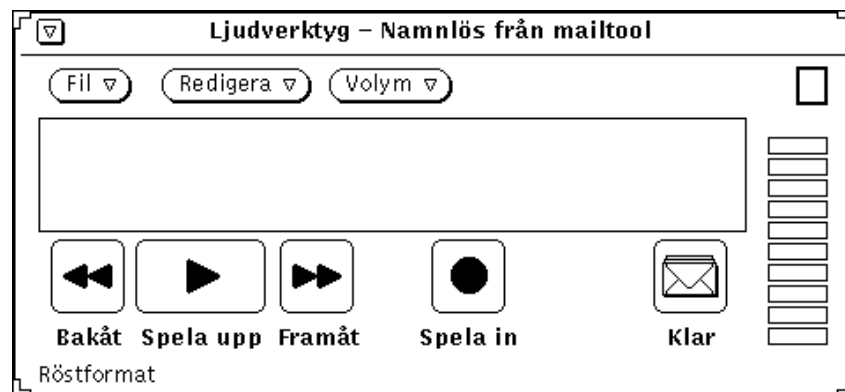 Ljudverktyg – Namnlös från mailtool
Fil Redigera Volym
Bakåt Spela upp Framåt Spela in Klar
Röstformat